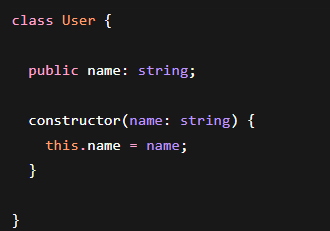 class User {
public name: string;
constructor(name: string) {
this.name = name;
}
}